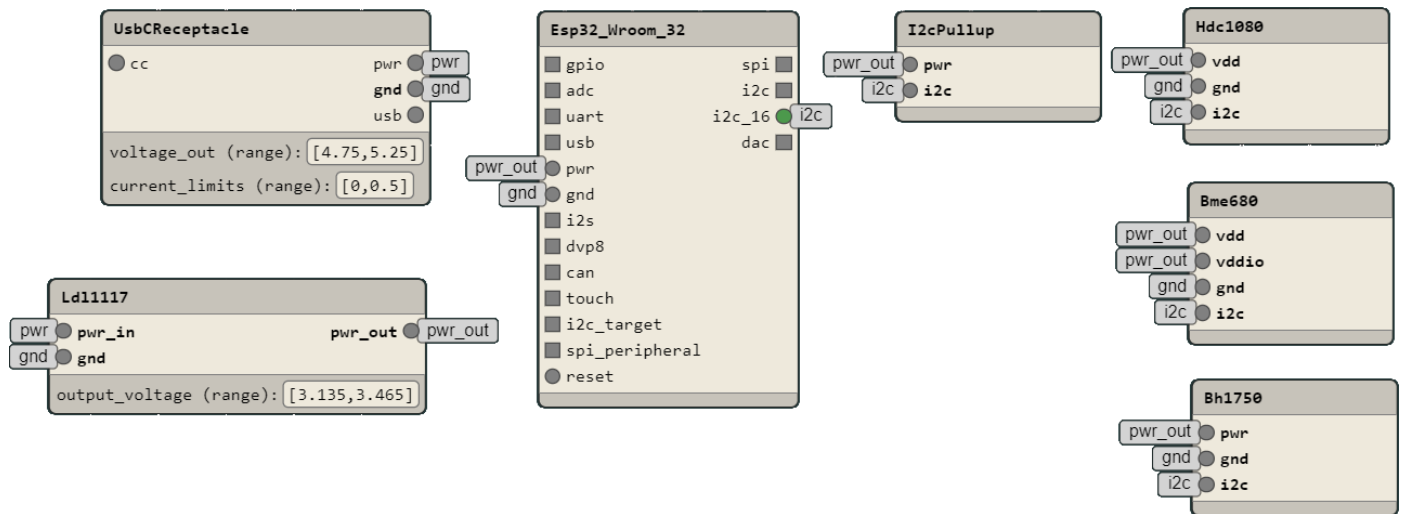 UsbCReceptacle
cc
pwr pwr
gnd gnd
usb
voltage_out (range): [4.75,5.25]
current_limits (range): [0,0.5]
Ldl1117
pwr pwr_in
pwr_out pwr_out
gnd gnd
output_voltage (range): [3.135,3.465]
Esp32_Wroom_32
gpio spi
adc i2c
uart i2c_16 i2c
usb dac
pwr_out pwr
gnd gnd
i2s
dvp8
can
touch
i2c_target
spi_peripheral
reset
I2cPullup
pwr_out pwr
i2c i2c
Hdc1080
pwr_out vdd
gnd gnd
i2c i2c
Bme680
pwr_out vdd
pwr_out vddio
gnd gnd
i2c i2c
Bh1750
pwr_out pwr
gnd gnd
i2c i2c